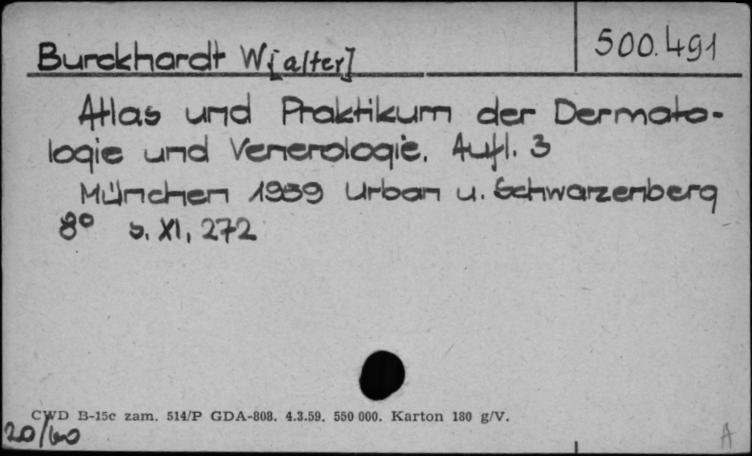 Burckhardt W[alter] 500.491
Atlas und Praktikum der Dermato-
logie und Venerologie. Aufl. 3
München 1959 Urban u. Schwarzenberg
8° s. XI, 272
CWD B-15c zam. 514/P GDA-808. 4.3.59. 550 000. Karton 180 g/V.
20/60
A